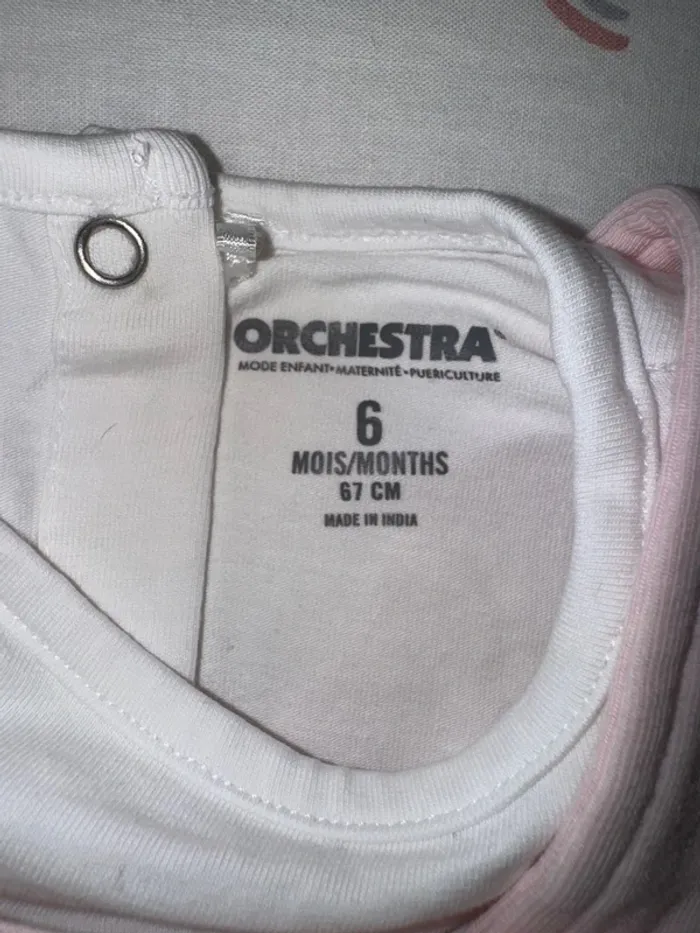 ORCHESTRA
MODE ENFANT•MATERNITÉ•PUERICULTURE
6
MOIS/MONTHS
67 CM
MADE IN INDIA